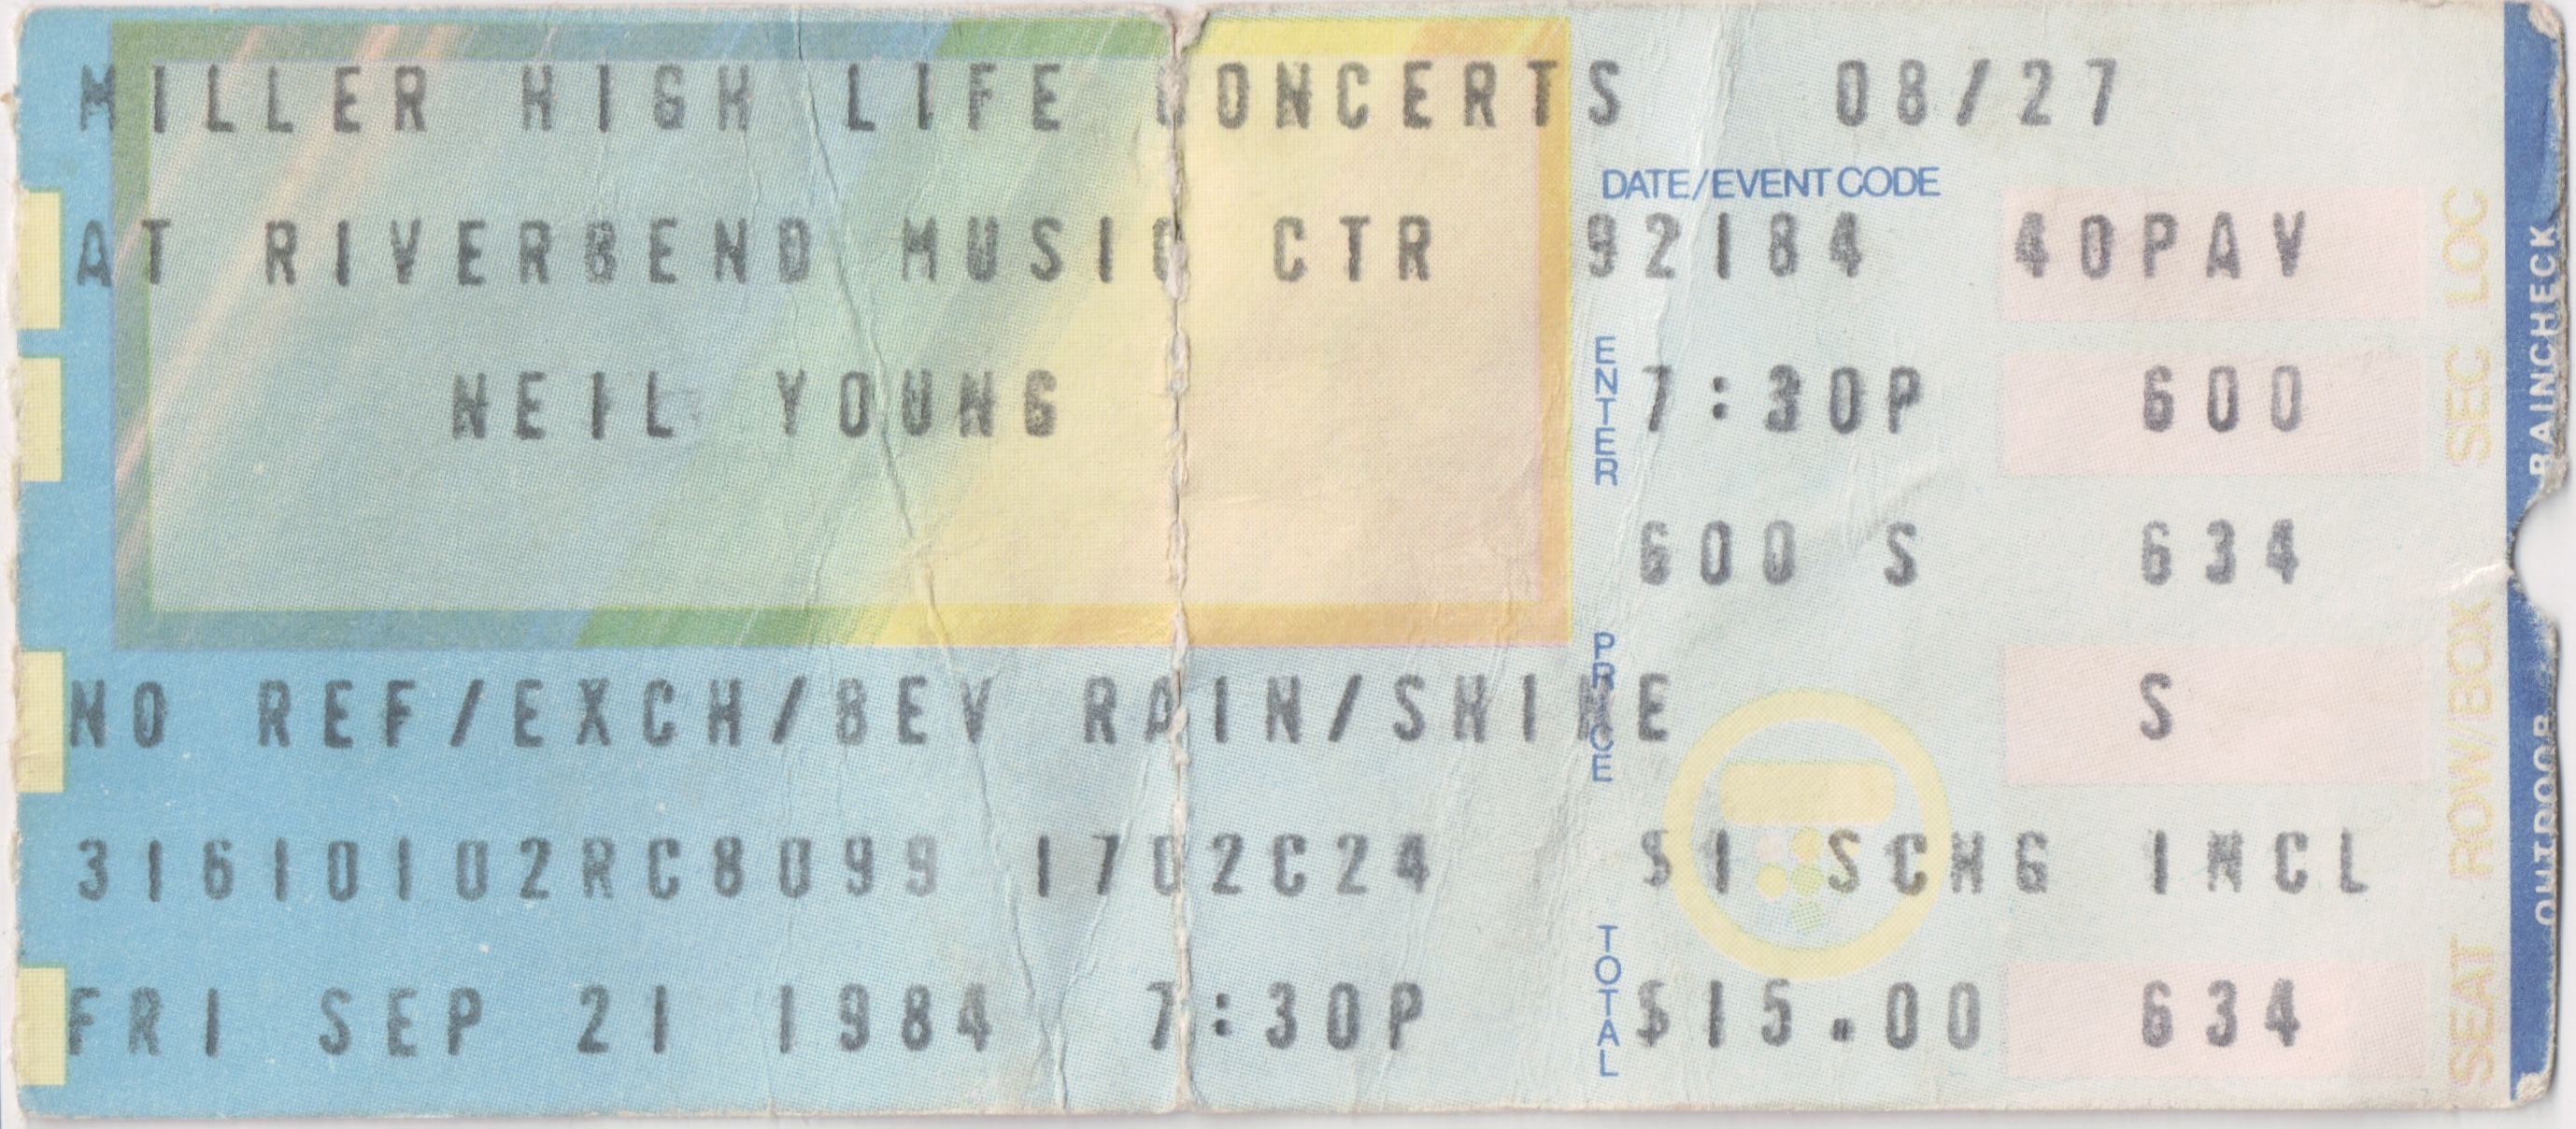 MILLER HIGH LIFE CONCERTS 08/27
DATE/EVENT CODE
AT RIVERBEND MUSIC CTR 92184 40PAV
NEIL YOUNG
ENTER
7:30P 600
600 S 634
PRICE
NO REF/EXCH/BEV RAIN/SHINE S
31610102RC8099 1702C24 $1 SCHG INCL
TOTAL
FRI SEP 21 1984 7:30P $15.00 634
SEAT ROW/BOX SEC LOC
OUTDOOR RAINCHECK